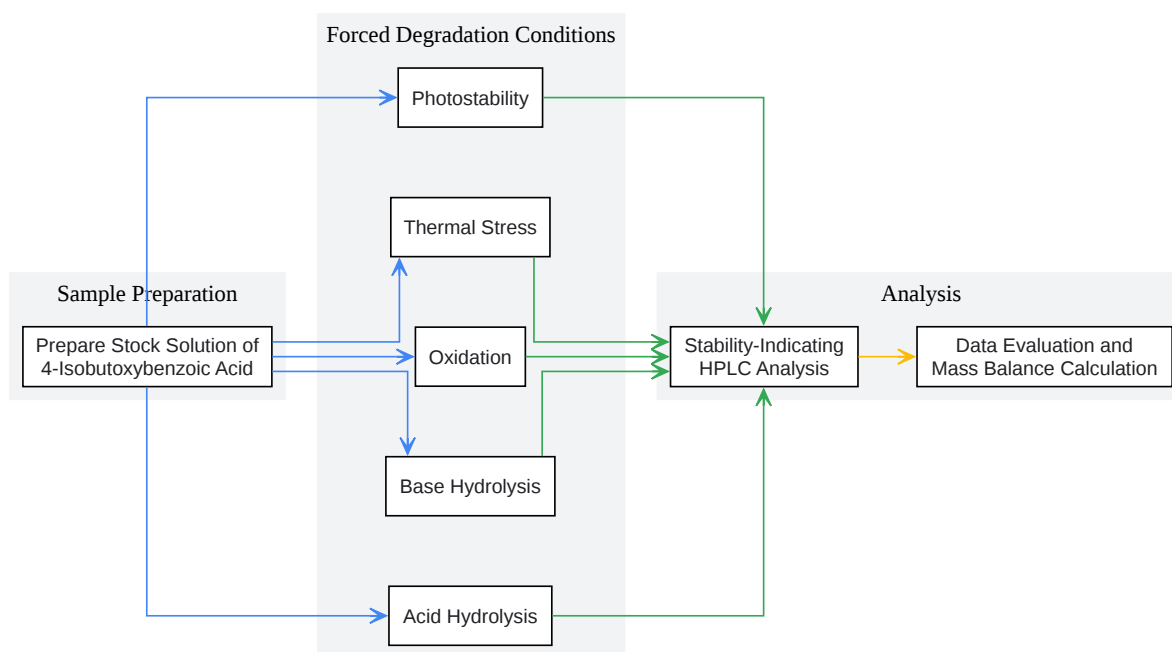 Forced Degradation Conditions
Photostability
Thermal Stress
Sample Preparation
Analysis
Prepare Stock Solution of
4-Isobutoxybenzoic Acid
Oxidation
Stability-Indicating
HPLC Analysis
Data Evaluation and
Mass Balance Calculation
Base Hydrolysis
Acid Hydrolysis